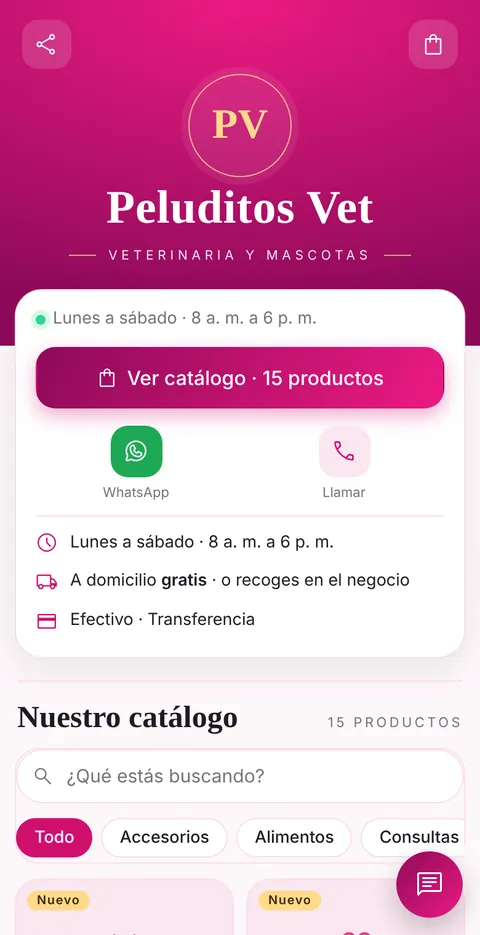 PV
Peluditos Vet
VETERINARIA Y MASCOTAS
Lunes a sábado · 8 a. m. a 6 p. m.
Ver catálogo · 15 productos
WhatsApp
Llamar
Lunes a sábado · 8 a. m. a 6 p. m.
A domicilio gratis · o recoges en el negocio
Efectivo · Transferencia
Nuestro catálogo
15 PRODUCTOS
¿Qué estás buscando?
Todo
Accesorios
Alimentos
Consultas
Nuevo
Nuevo